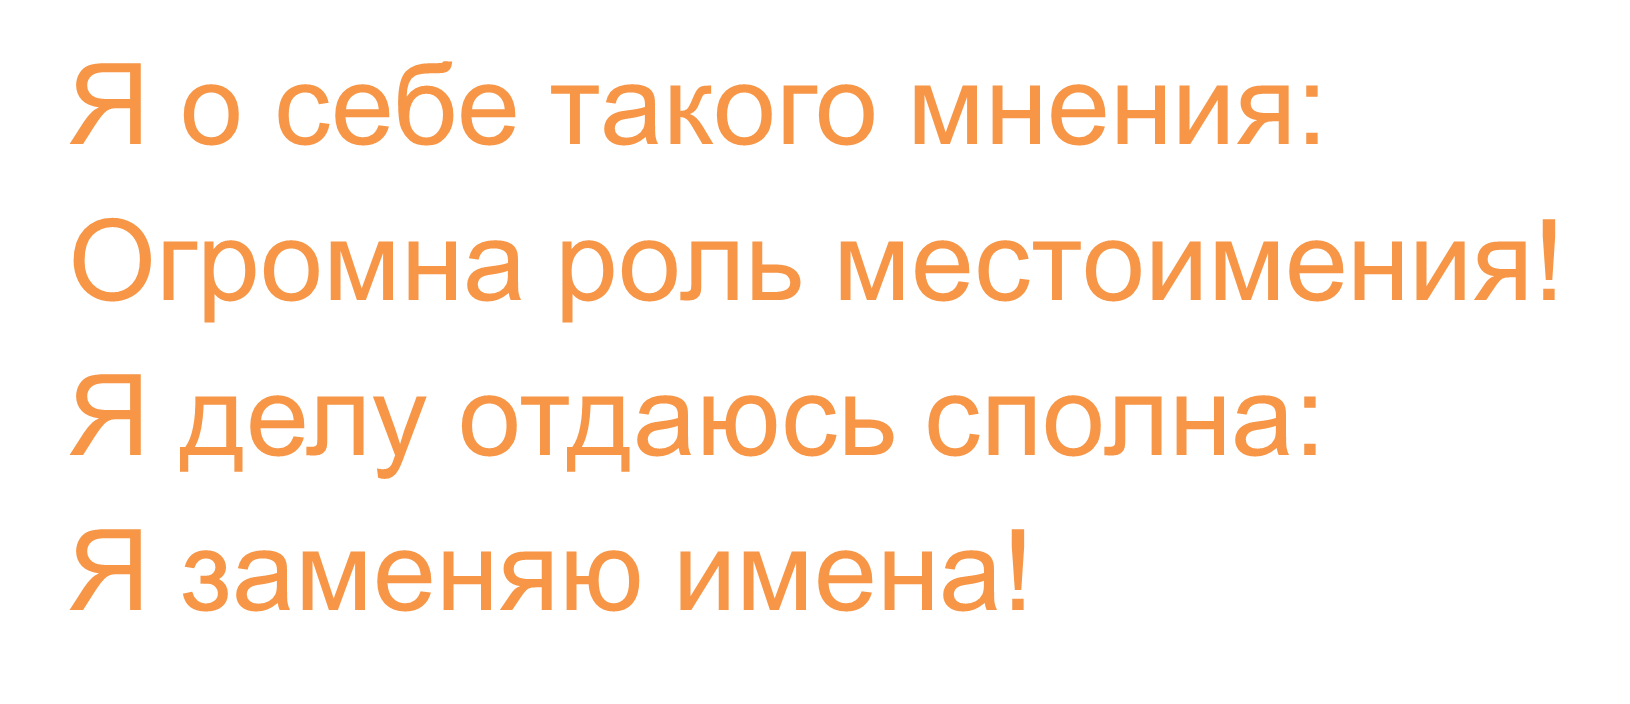 Я о себе такого мнения:
Огромна роль местоимения!
Я делу отдаюсь сполна:
Я заменяю имена!